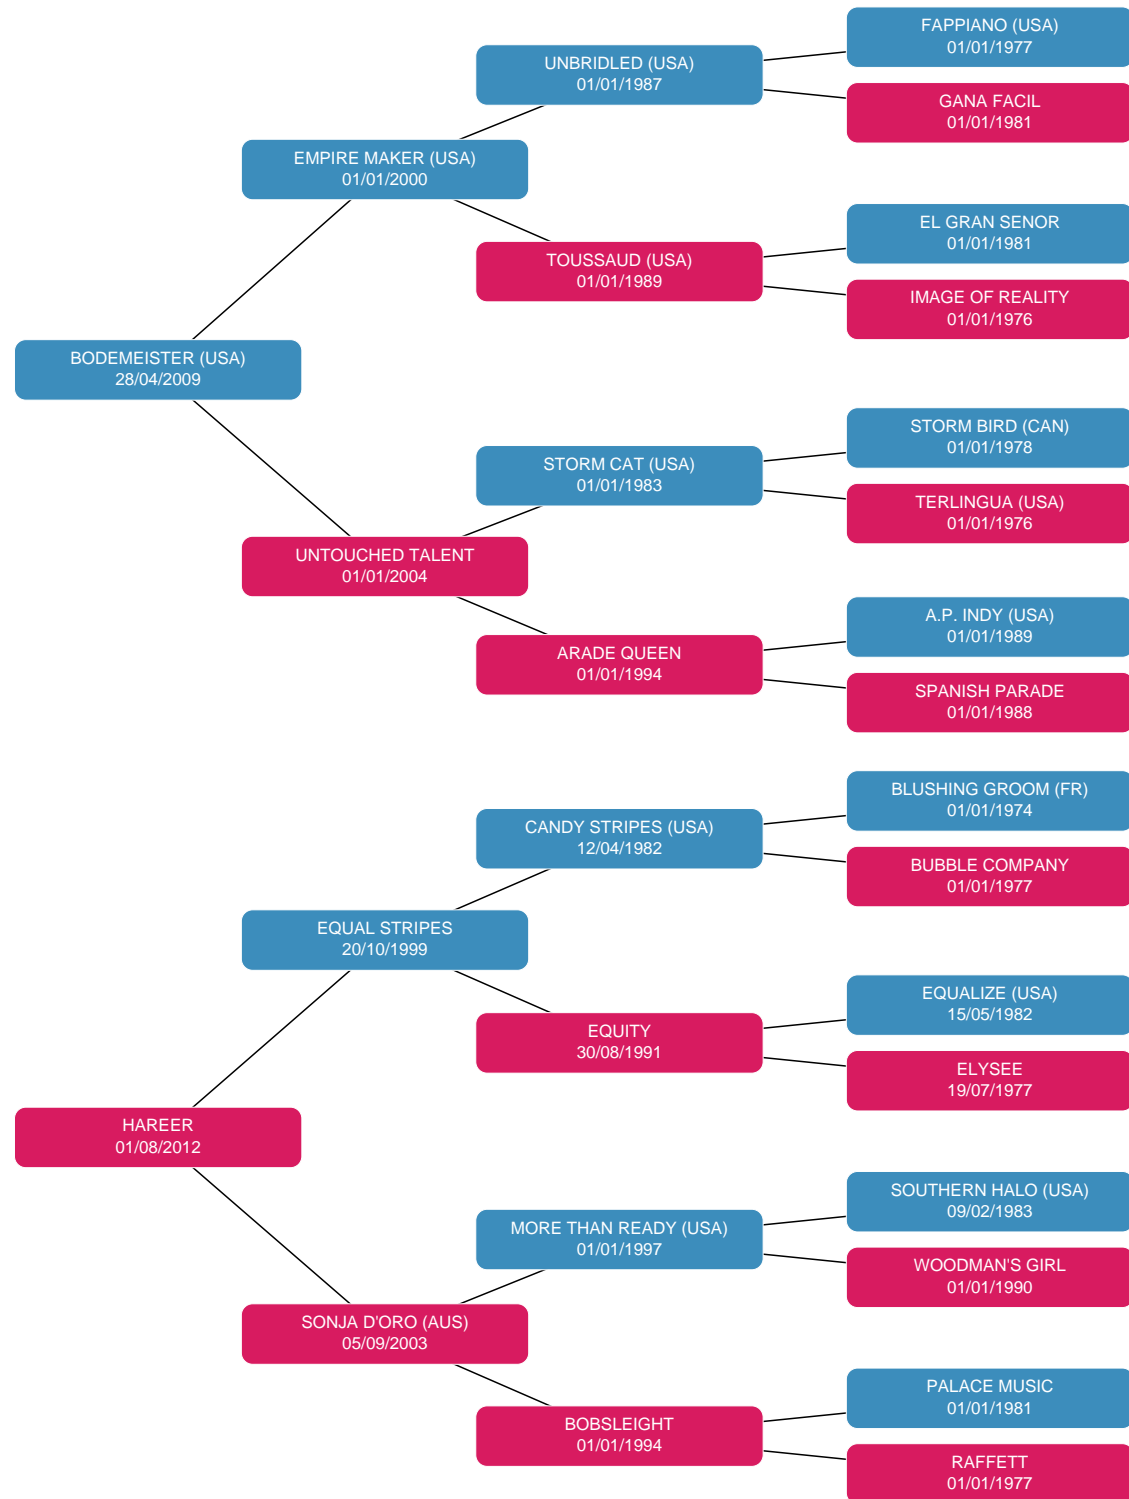 FAPPIANO (USA)
01/01/1977
UNBRIDLED (USA)
01/01/1987
GANA FACIL
01/01/1981
EMPIRE MAKER (USA)
01/01/2000
EL GRAN SENOR
01/01/1981
TOUSSAUD (USA)
01/01/1989
IMAGE OF REALITY
01/01/1976
BODEMEISTER (USA)
28/04/2009
STORM BIRD (CAN)
01/01/1978
STORM CAT (USA)
01/01/1983
TERLINGUA (USA)
01/01/1976
UNTOUCHED TALENT
01/01/2004
A.P. INDY (USA)
01/01/1989
ARADE QUEEN
01/01/1994
SPANISH PARADE
01/01/1988
BLUSHING GROOM (FR)
01/01/1974
CANDY STRIPES (USA)
12/04/1982
BUBBLE COMPANY
01/01/1977
EQUAL STRIPES
20/10/1999
EQUALIZE (USA)
15/05/1982
EQUITY
30/08/1991
ELYSEE
19/07/1977
HAREER
01/08/2012
SOUTHERN HALO (USA)
09/02/1983
MORE THAN READY (USA)
01/01/1997
WOODMAN'S GIRL
01/01/1990
SONJA D'ORO (AUS)
05/09/2003
PALACE MUSIC
01/01/1981
BOBSLEIGHT
01/01/1994
RAFFETT
01/01/1977